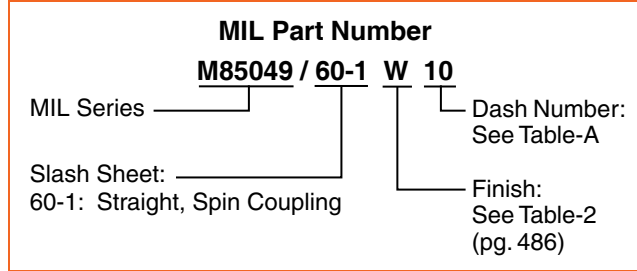 MIL Part Number
M85049 / 60-1 W 10
MIL Series
Dash Number:
See Table-A
Slash Sheet:
60-1: Straight, Spin Coupling
Finish:
See Table-2
(pg. 486)